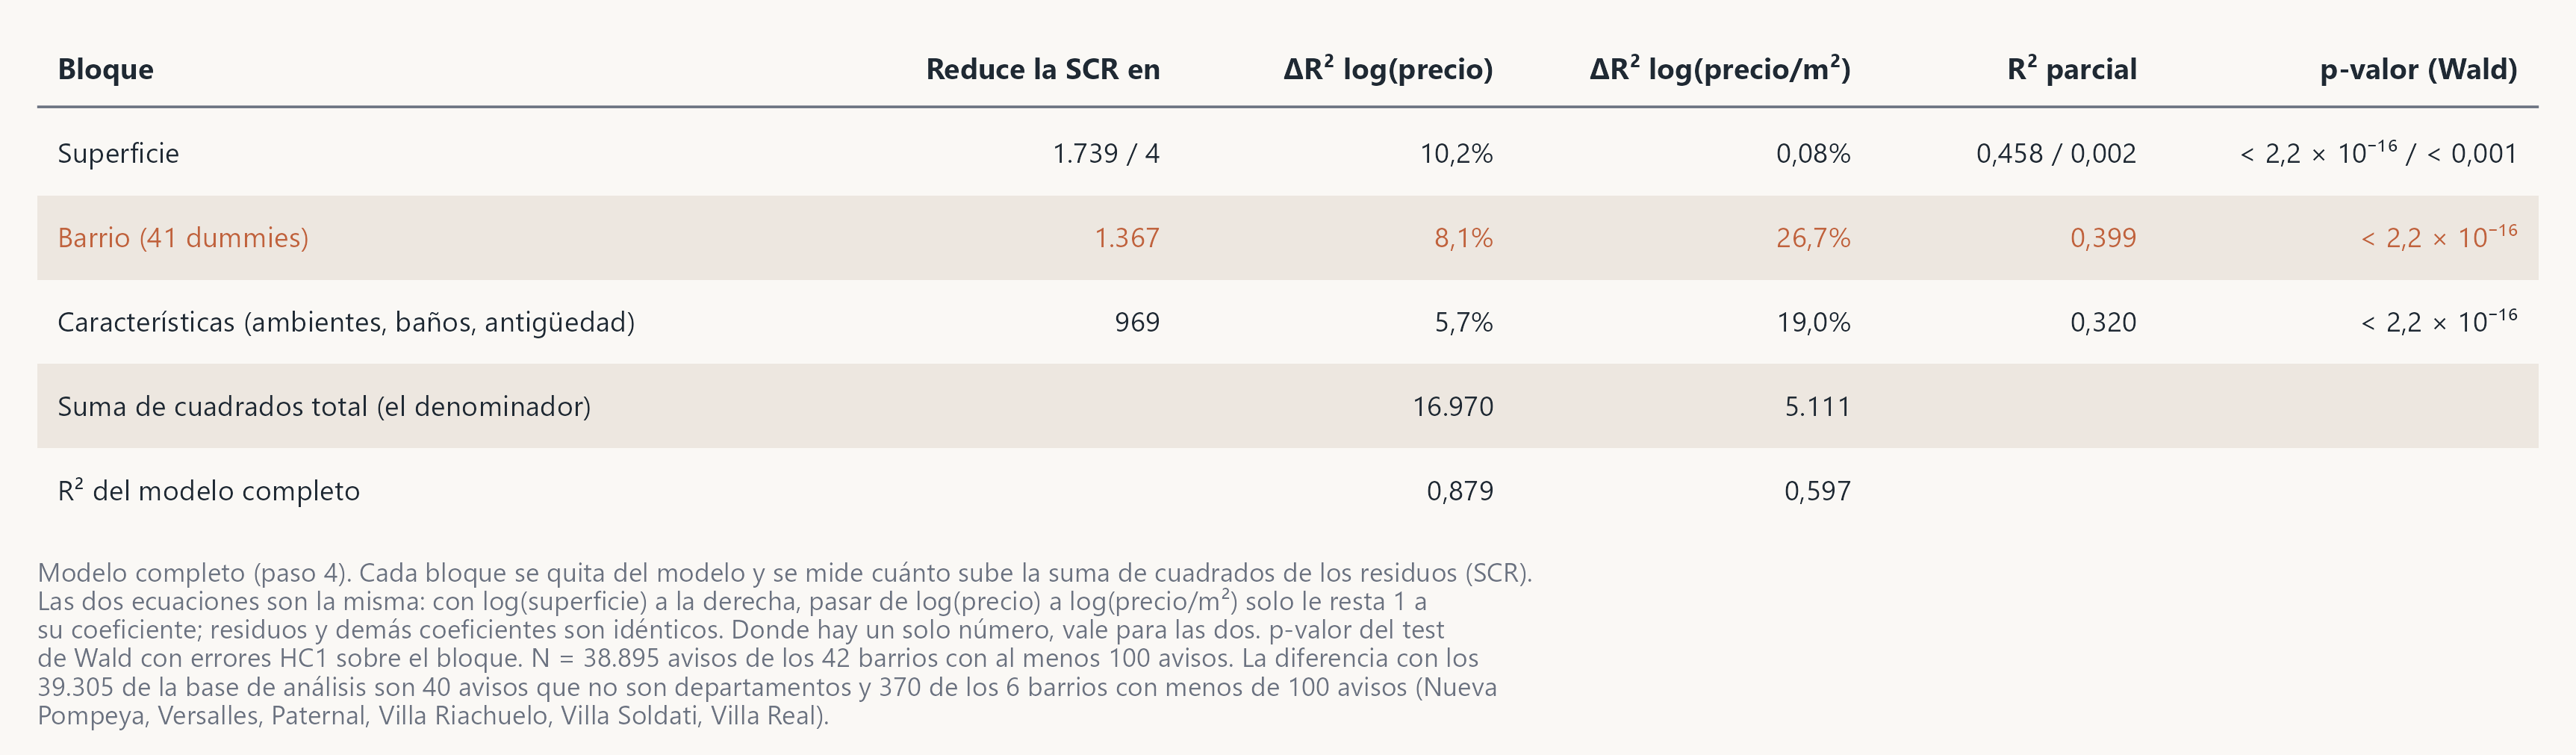 Bloque Reduce la SCR en ΔR² log(precio) ΔR² log(precio/m²) R² parcial p-valor (Wald)
Superficie 1.739 / 4 10,2% 0,08% 0,458 / 0,002 < 2,2 × 10⁻¹⁶ / < 0,001
Barrio (41 dummies) 1.367 8,1% 26,7% 0,399 < 2,2 × 10⁻¹⁶
Características (ambientes, baños, antigüedad) 969 5,7% 19,0% 0,320 < 2,2 × 10⁻¹⁶
Suma de cuadrados total (el denominador) 16.970 5.111
R² del modelo completo 0,879 0,597
Modelo completo (paso 4). Cada bloque se quita del modelo y se mide cuánto sube la suma de cuadrados de los residuos (SCR).
Las dos ecuaciones son la misma: con log(superficie) a la derecha, pasar de log(precio) a log(precio/m²) solo le resta 1 a
su coeficiente; residuos y demás coeficientes son idénticos. Donde hay un solo número, vale para las dos. p-valor del test
de Wald con errores HC1 sobre el bloque. N = 38.895 avisos de los 42 barrios con al menos 100 avisos. La diferencia con los
39.305 de la base de análisis son 40 avisos que no son departamentos y 370 de los 6 barrios con menos de 100 avisos (Nueva
Pompeya, Versalles, Paternal, Villa Riachuelo, Villa Soldati, Villa Real).